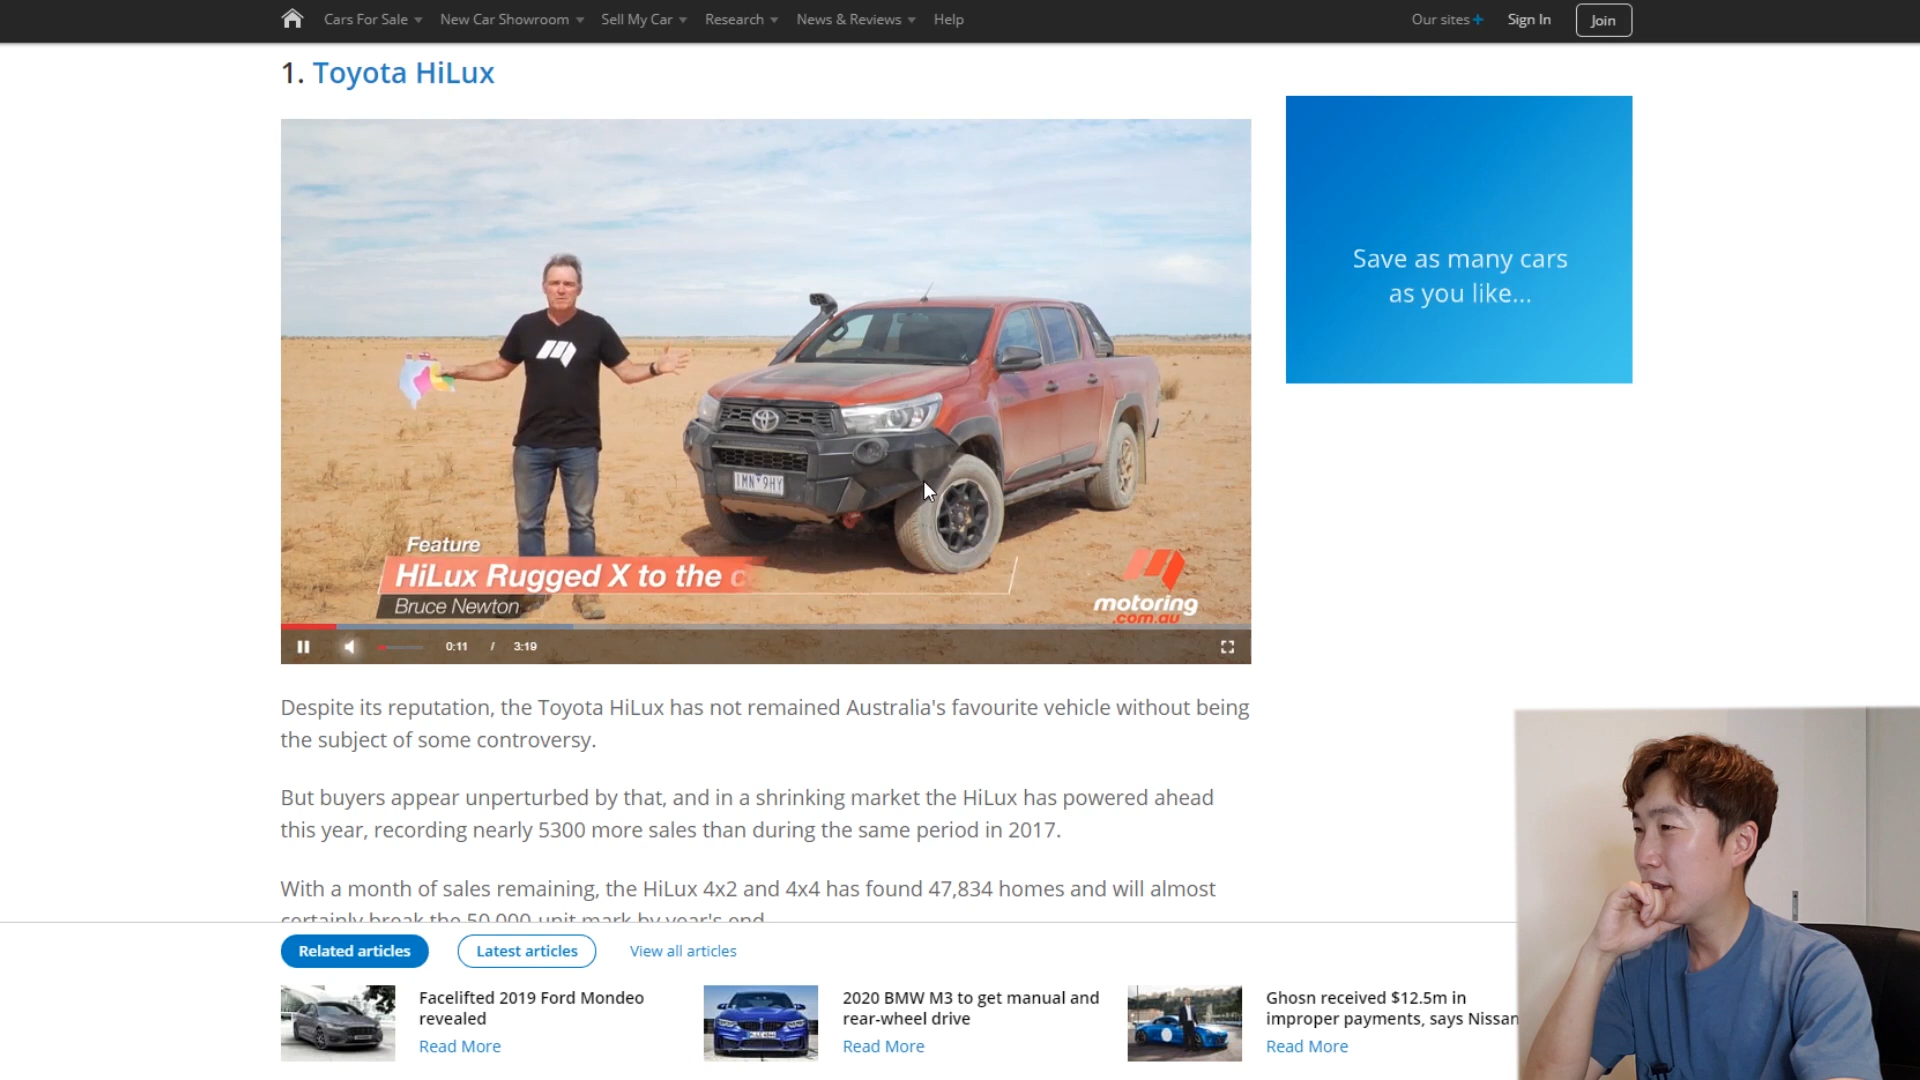 Cars For Sale New Car Showroom Sell My Car Research News & Reviews Help Our sites+ Sign In Join
1. Toyota HiLux
Save as many cars
as you like...
1MN 9HY
Feature
HiLux Rugged X to the c
Bruce Newton
motoring
.com.au
0:11 / 3:19
Despite its reputation, the Toyota HiLux has not remained Australia's favourite vehicle without being
the subject of some controversy.
But buyers appear unperturbed by that, and in a shrinking market the HiLux has powered ahead
this year, recording nearly 5300 more sales than during the same period in 2017.
With a month of sales remaining, the HiLux 4x2 and 4x4 has found 47,834 homes and will almost
certainly break the 50,000-unit mark by year's end.
Related articles Latest articles View all articles
Facelifted 2019 Ford Mondeo
revealed
Read More
2020 BMW M3 to get manual and
rear-wheel drive
Read More
Ghosn received $12.5m in
improper payments, says Nissan
Read More